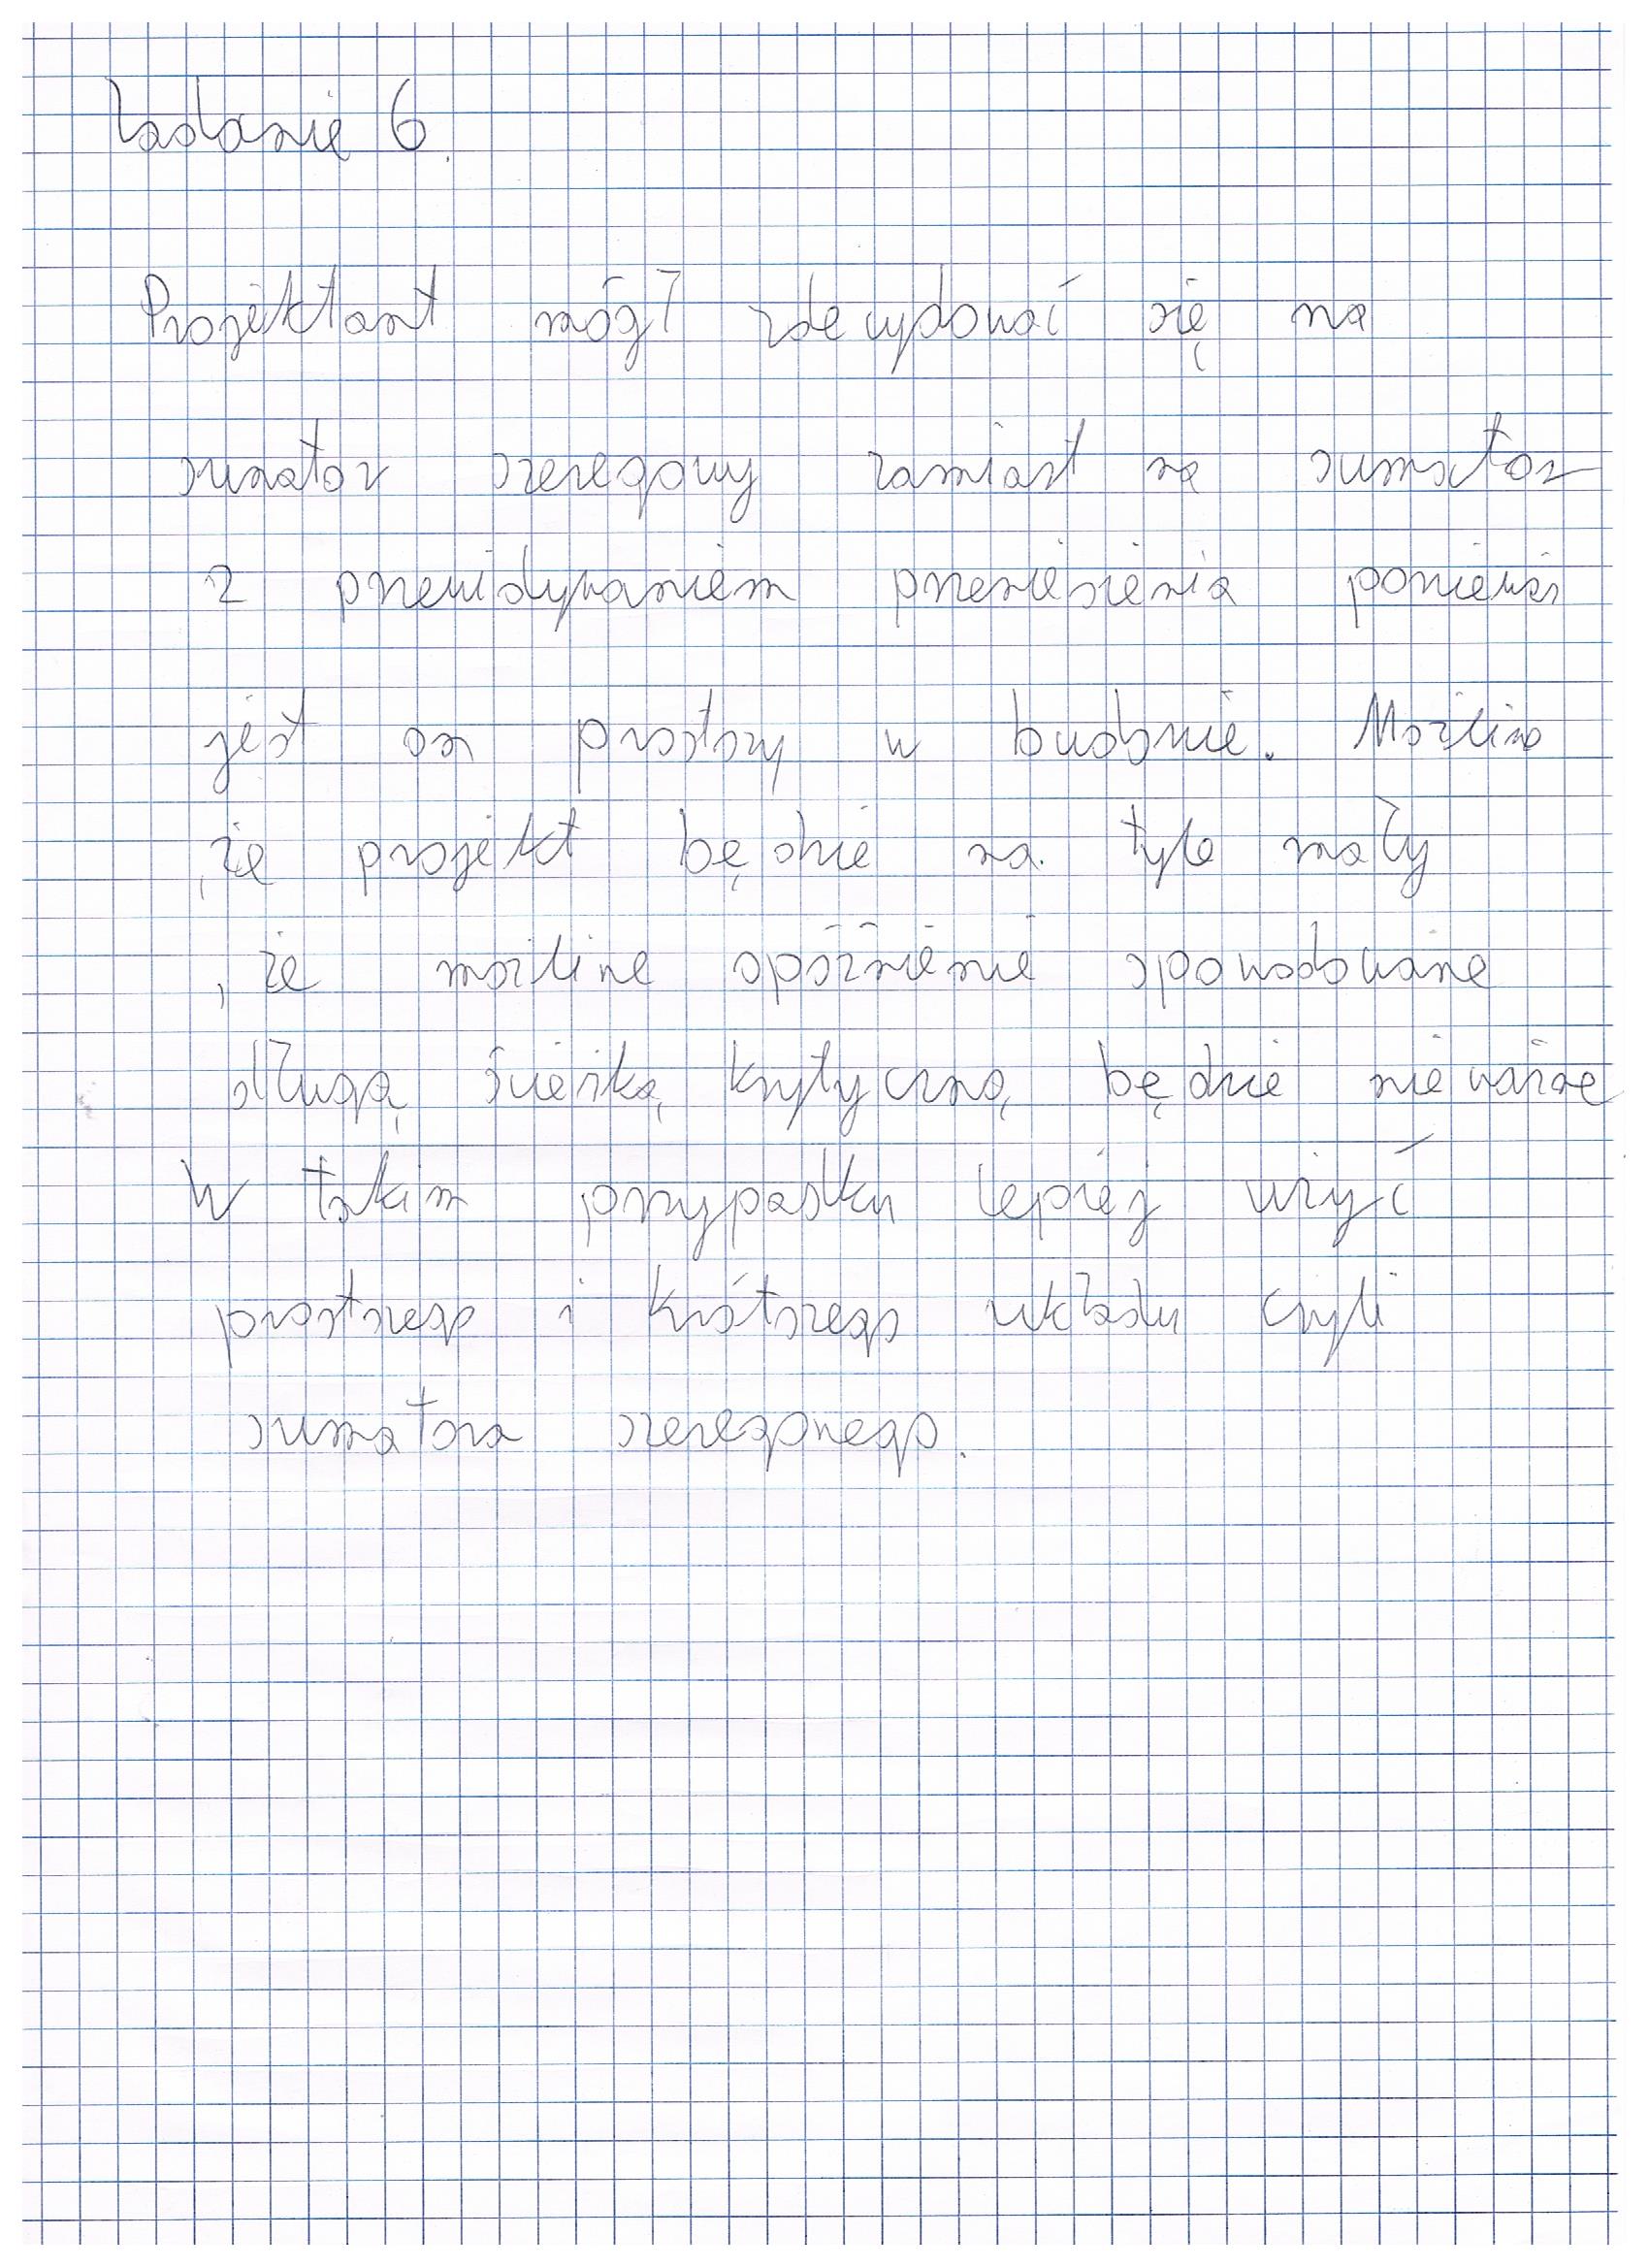 Zadanie 6.
Projektant mógł zdecydować się na
sumator szeregowy zamiast na sumator
z przewidywaniem przeniesienia ponieważ
jest on prostszy w budowie. Możliwe
, że projekt będzie na tyle mały
, że możliwe opóźnienie spowodowane
długą ścieżką krytyczną będzie nie ważne
W takim przypadku lepiej użyć
prostszego i krótszego układu czyli
sumatora szeregowego.